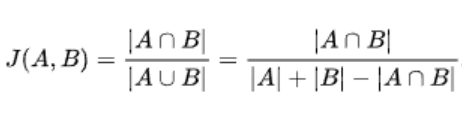 J(A, B) = |A ∩ B| / |A ∪ B| = |A ∩ B| / (|A| + |B| − |A ∩ B|)